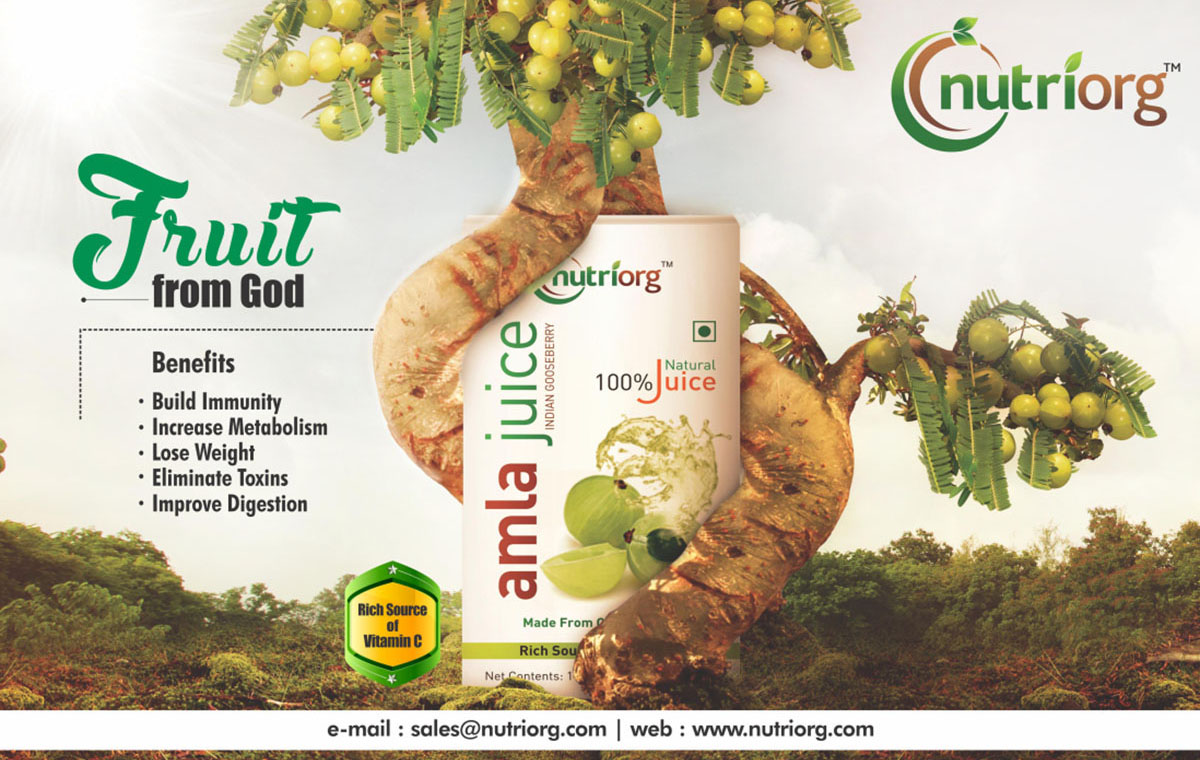 nutriorg™
Fruit
from God
Benefits
· Build Immunity
· Increase Metabolism
· Lose Weight
· Eliminate Toxins
· Improve Digestion
nutriorg™
amla juice
INDIAN GOOSEBERRY
100% Natural Juice
Made From
Rich
Net Contents: 1
Rich Source
of
Vitamin C
e-mail : sales@nutriorg.com | web : www.nutriorg.com